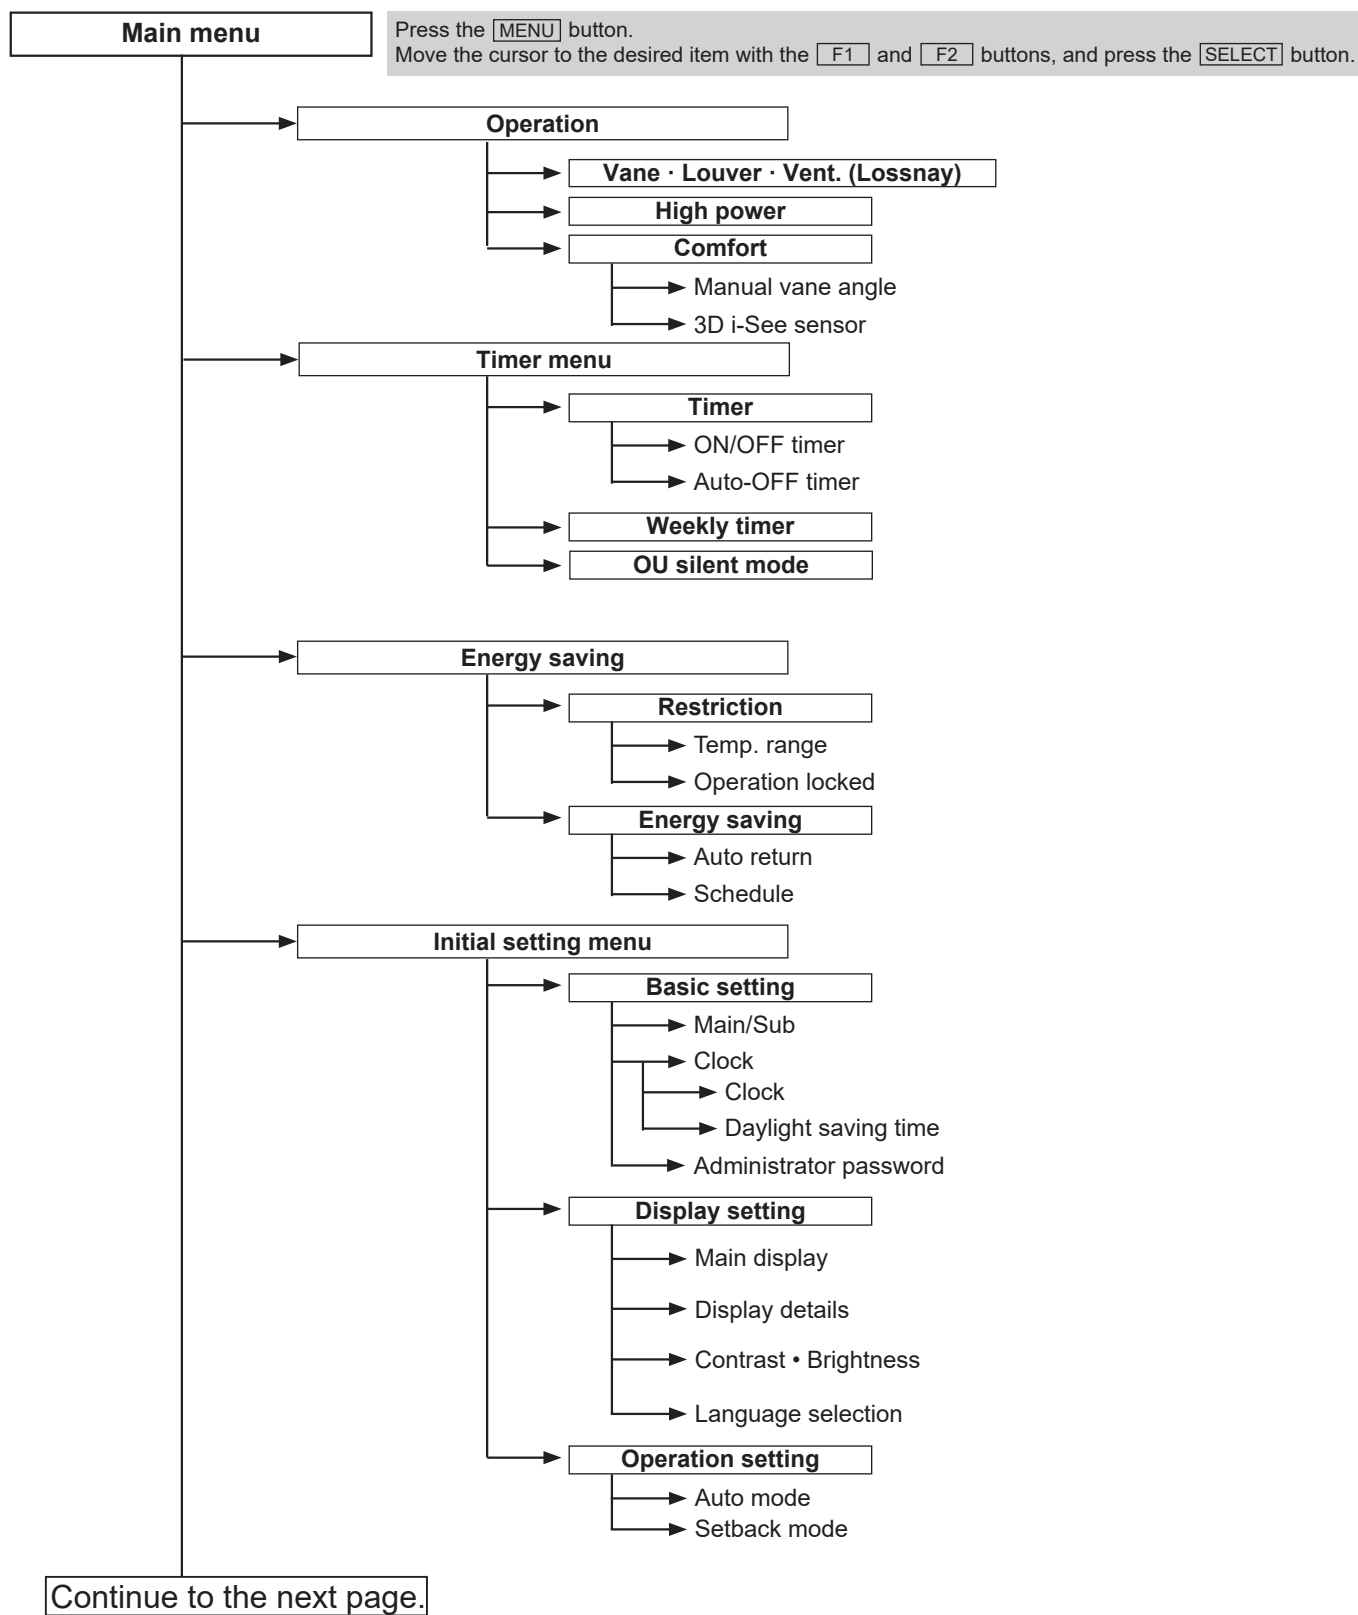 Main menu
Press the MENU button.
Move the cursor to the desired item with the F1 and F2 buttons, and press the SELECT button.
Operation
Vane · Louver · Vent. (Lossnay)
High power
Comfort
Manual vane angle
3D i-See sensor
Timer menu
Timer
ON/OFF timer
Auto-OFF timer
Weekly timer
OU silent mode
Energy saving
Restriction
Temp. range
Operation locked
Energy saving
Auto return
Schedule
Initial setting menu
Basic setting
Main/Sub
Clock
Clock
Daylight saving time
Administrator password
Display setting
Main display
Display details
Contrast • Brightness
Language selection
Operation setting
Auto mode
Setback mode
Continue to the next page.